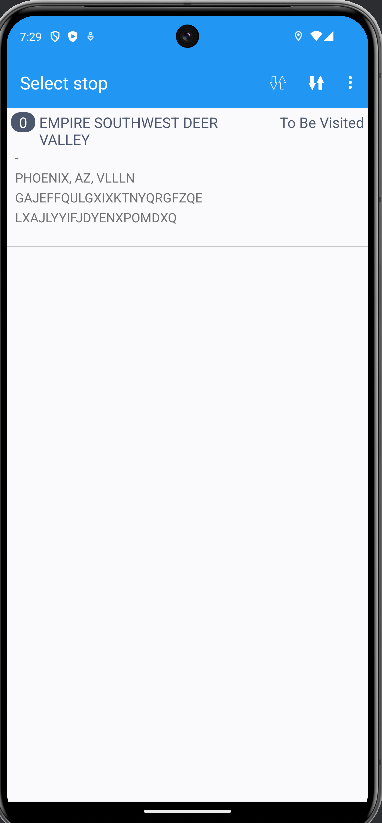 7:29
Select stop
0 EMPIRE SOUTHWEST DEER VALLEY To Be Visited
-
PHOENIX, AZ, VLLLN
GAJEFFQULGXIXKTNYQRGFZQE
LXAJLYYIFJDYENXPOMDXQ